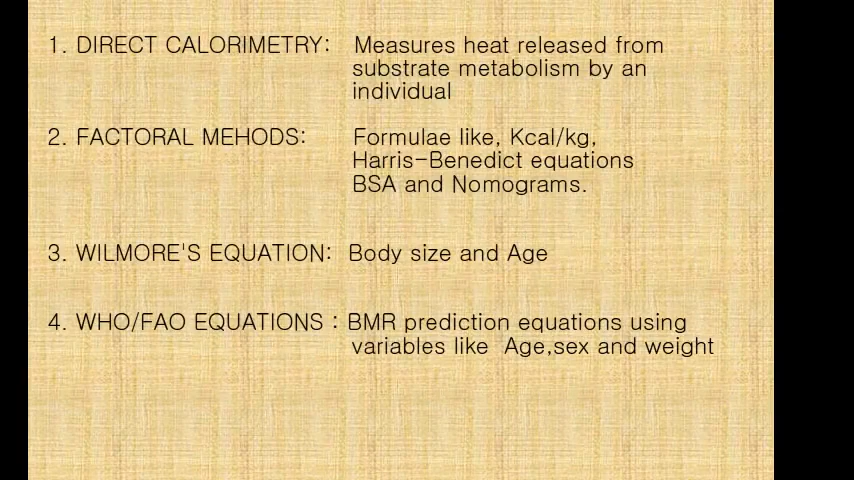 1. DIRECT CALORIMETRY: Measures heat released from
substrate metabolism by an
individual
2. FACTORAL MEHODS: Formulae like, Kcal/kg,
Harris-Benedict equations
BSA and Nomograms.
3. WILMORE'S EQUATION: Body size and Age
4. WHO/FAO EQUATIONS : BMR prediction equations using
variables like Age,sex and weight